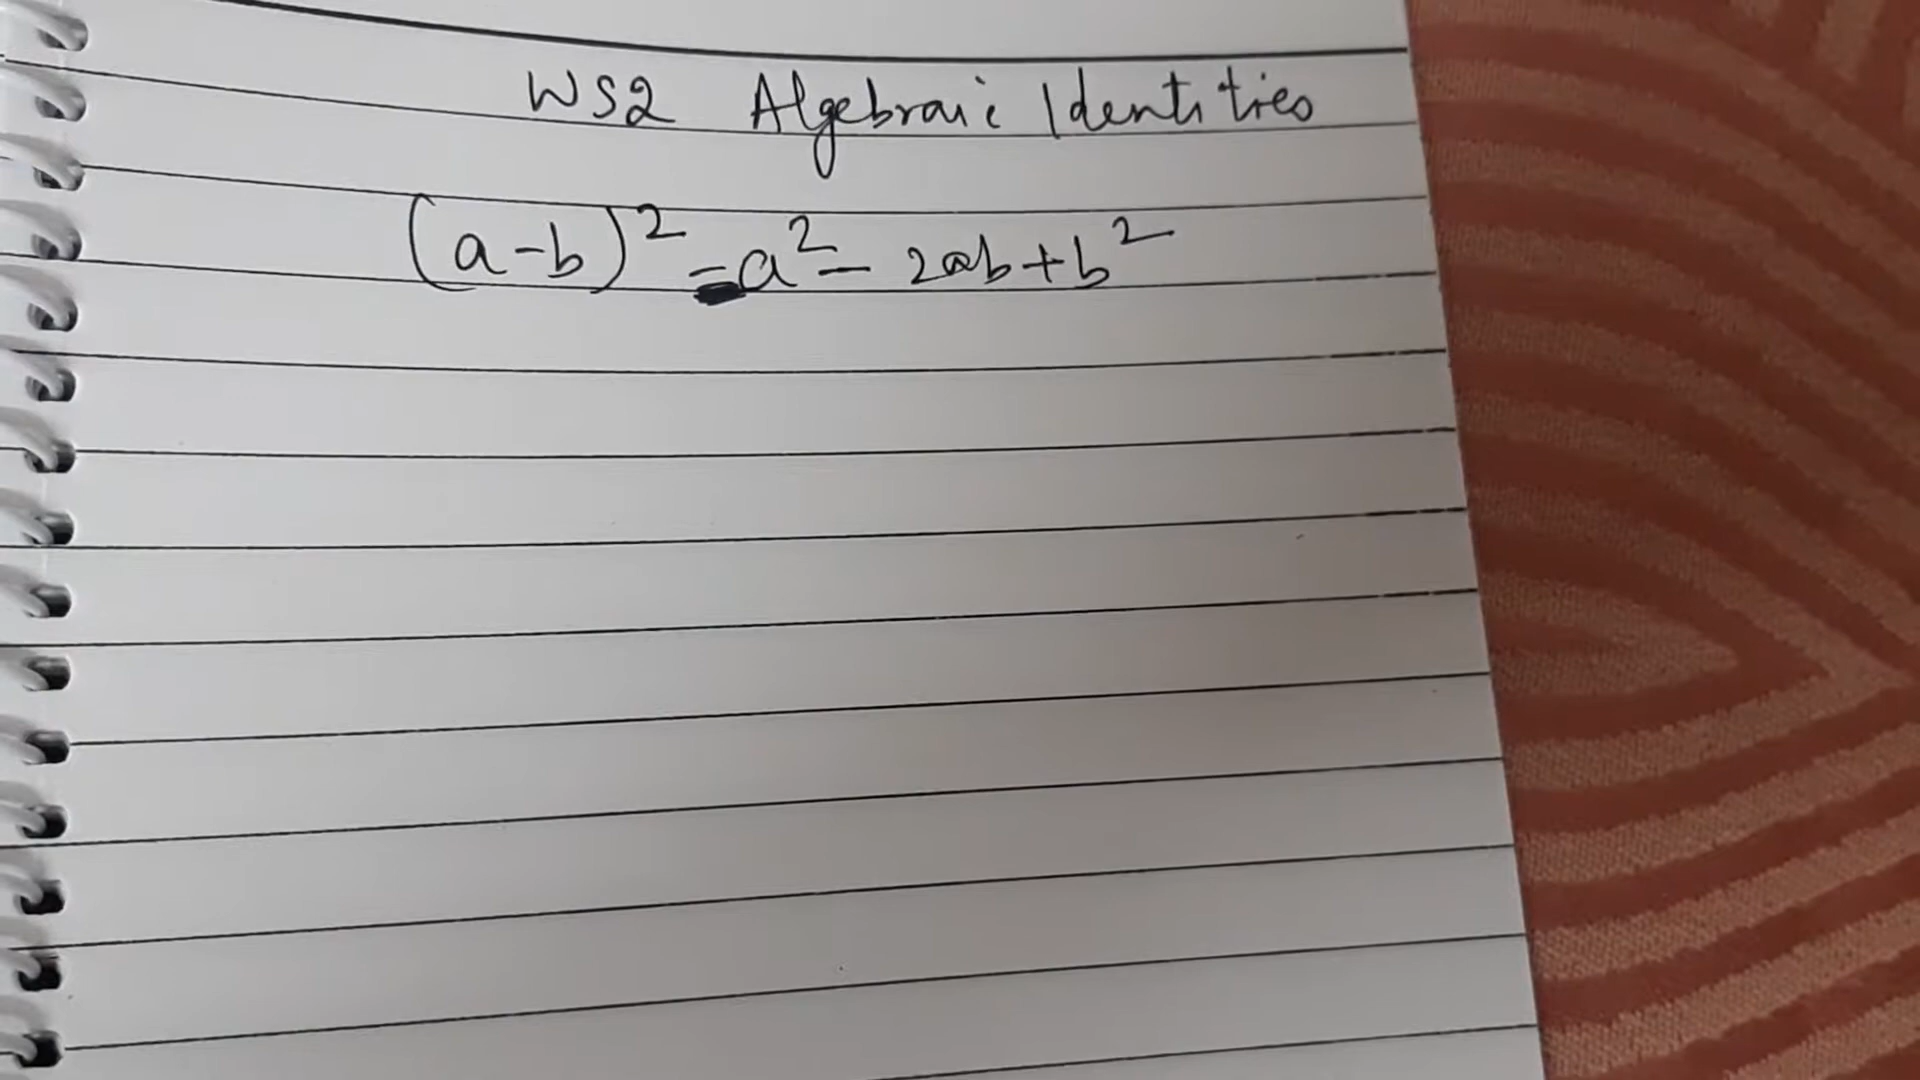 WS2 Algebraic Identities
(a-b)² = a² - 2ab + b²